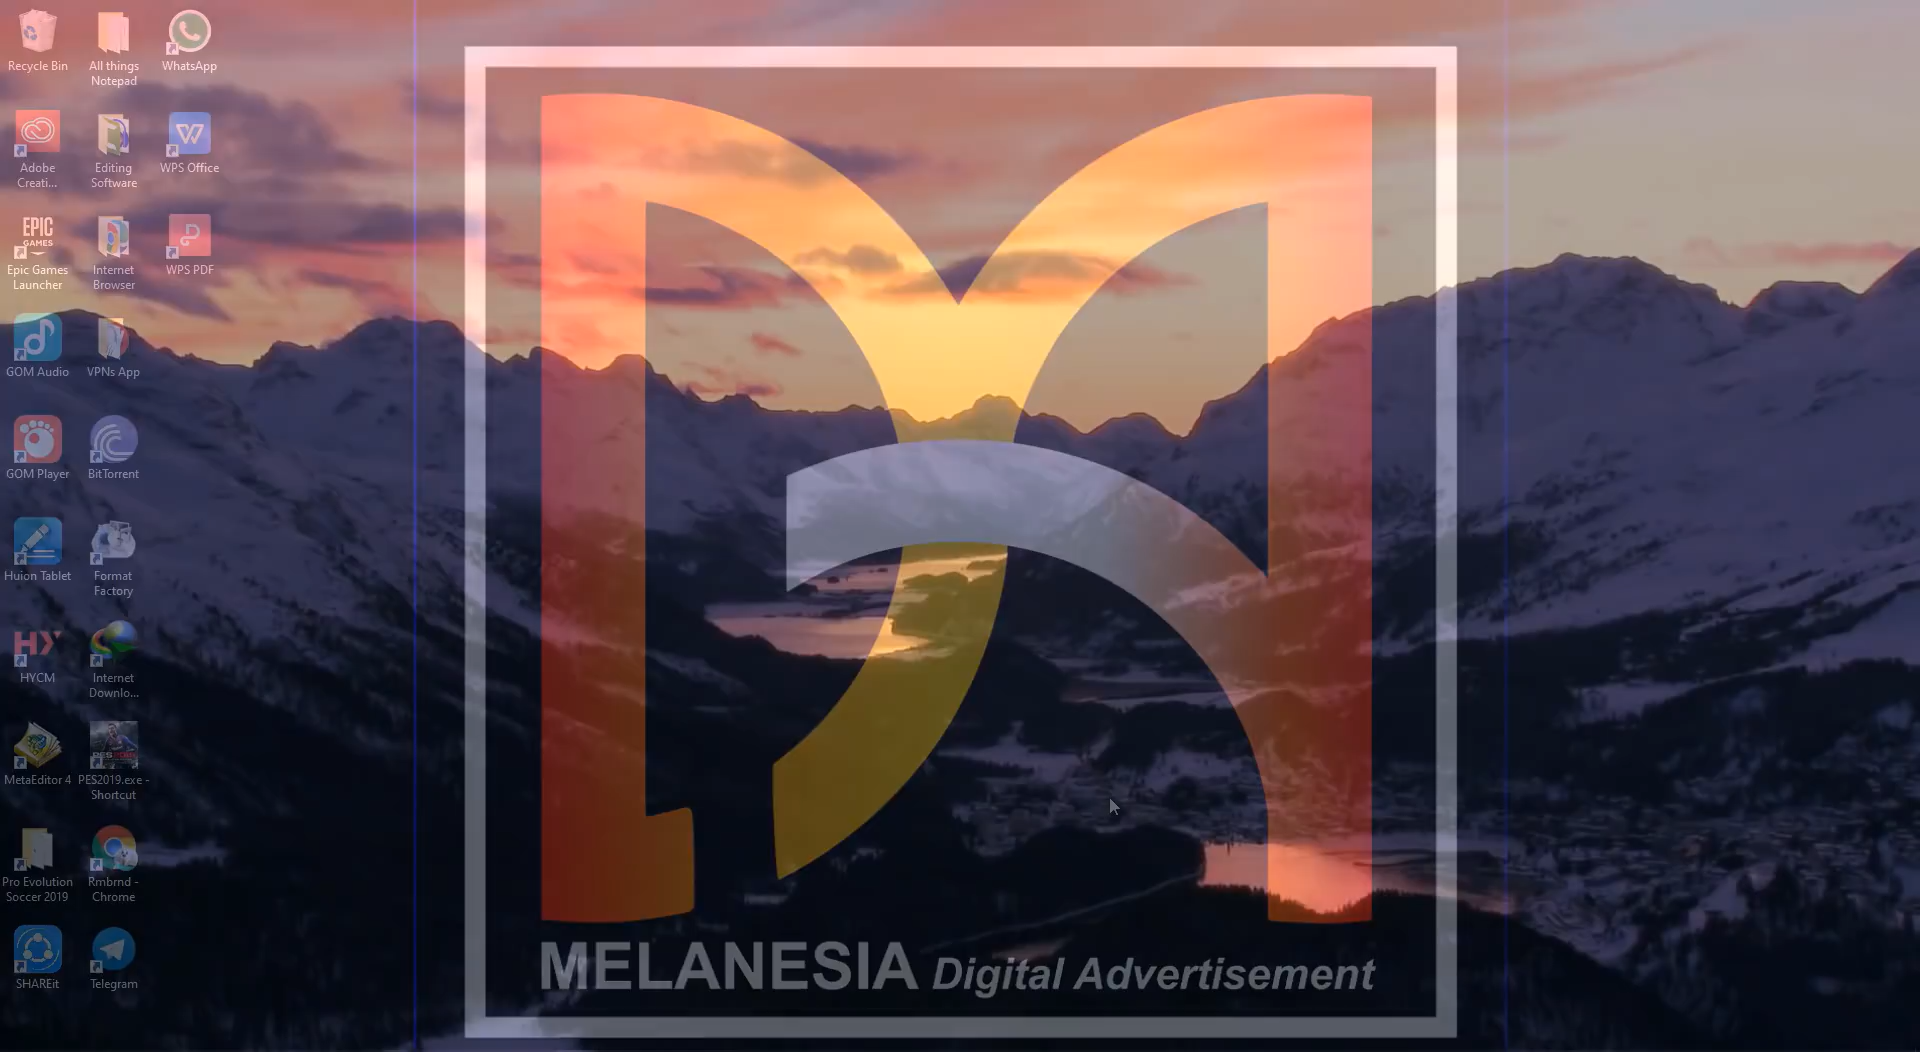 Recycle Bin
All things
Notepad
WhatsApp
Adobe
Creati...
Editing
Software
WPS Office
EPIC
GAMES
Epic Games
Launcher
Internet
Browser
WPS PDF
GOM Audio
VPNs App
GOM Player
BitTorrent
Huion Tablet
Format
Factory
HY
HYCM
Internet
Downlo...
MetaEditor 4
PES2019.exe -
Shortcut
Pro Evolution
Soccer 2019
Rmbrnd -
Chrome
SHAREit
Telegram
MELANESIA Digital Advertisement